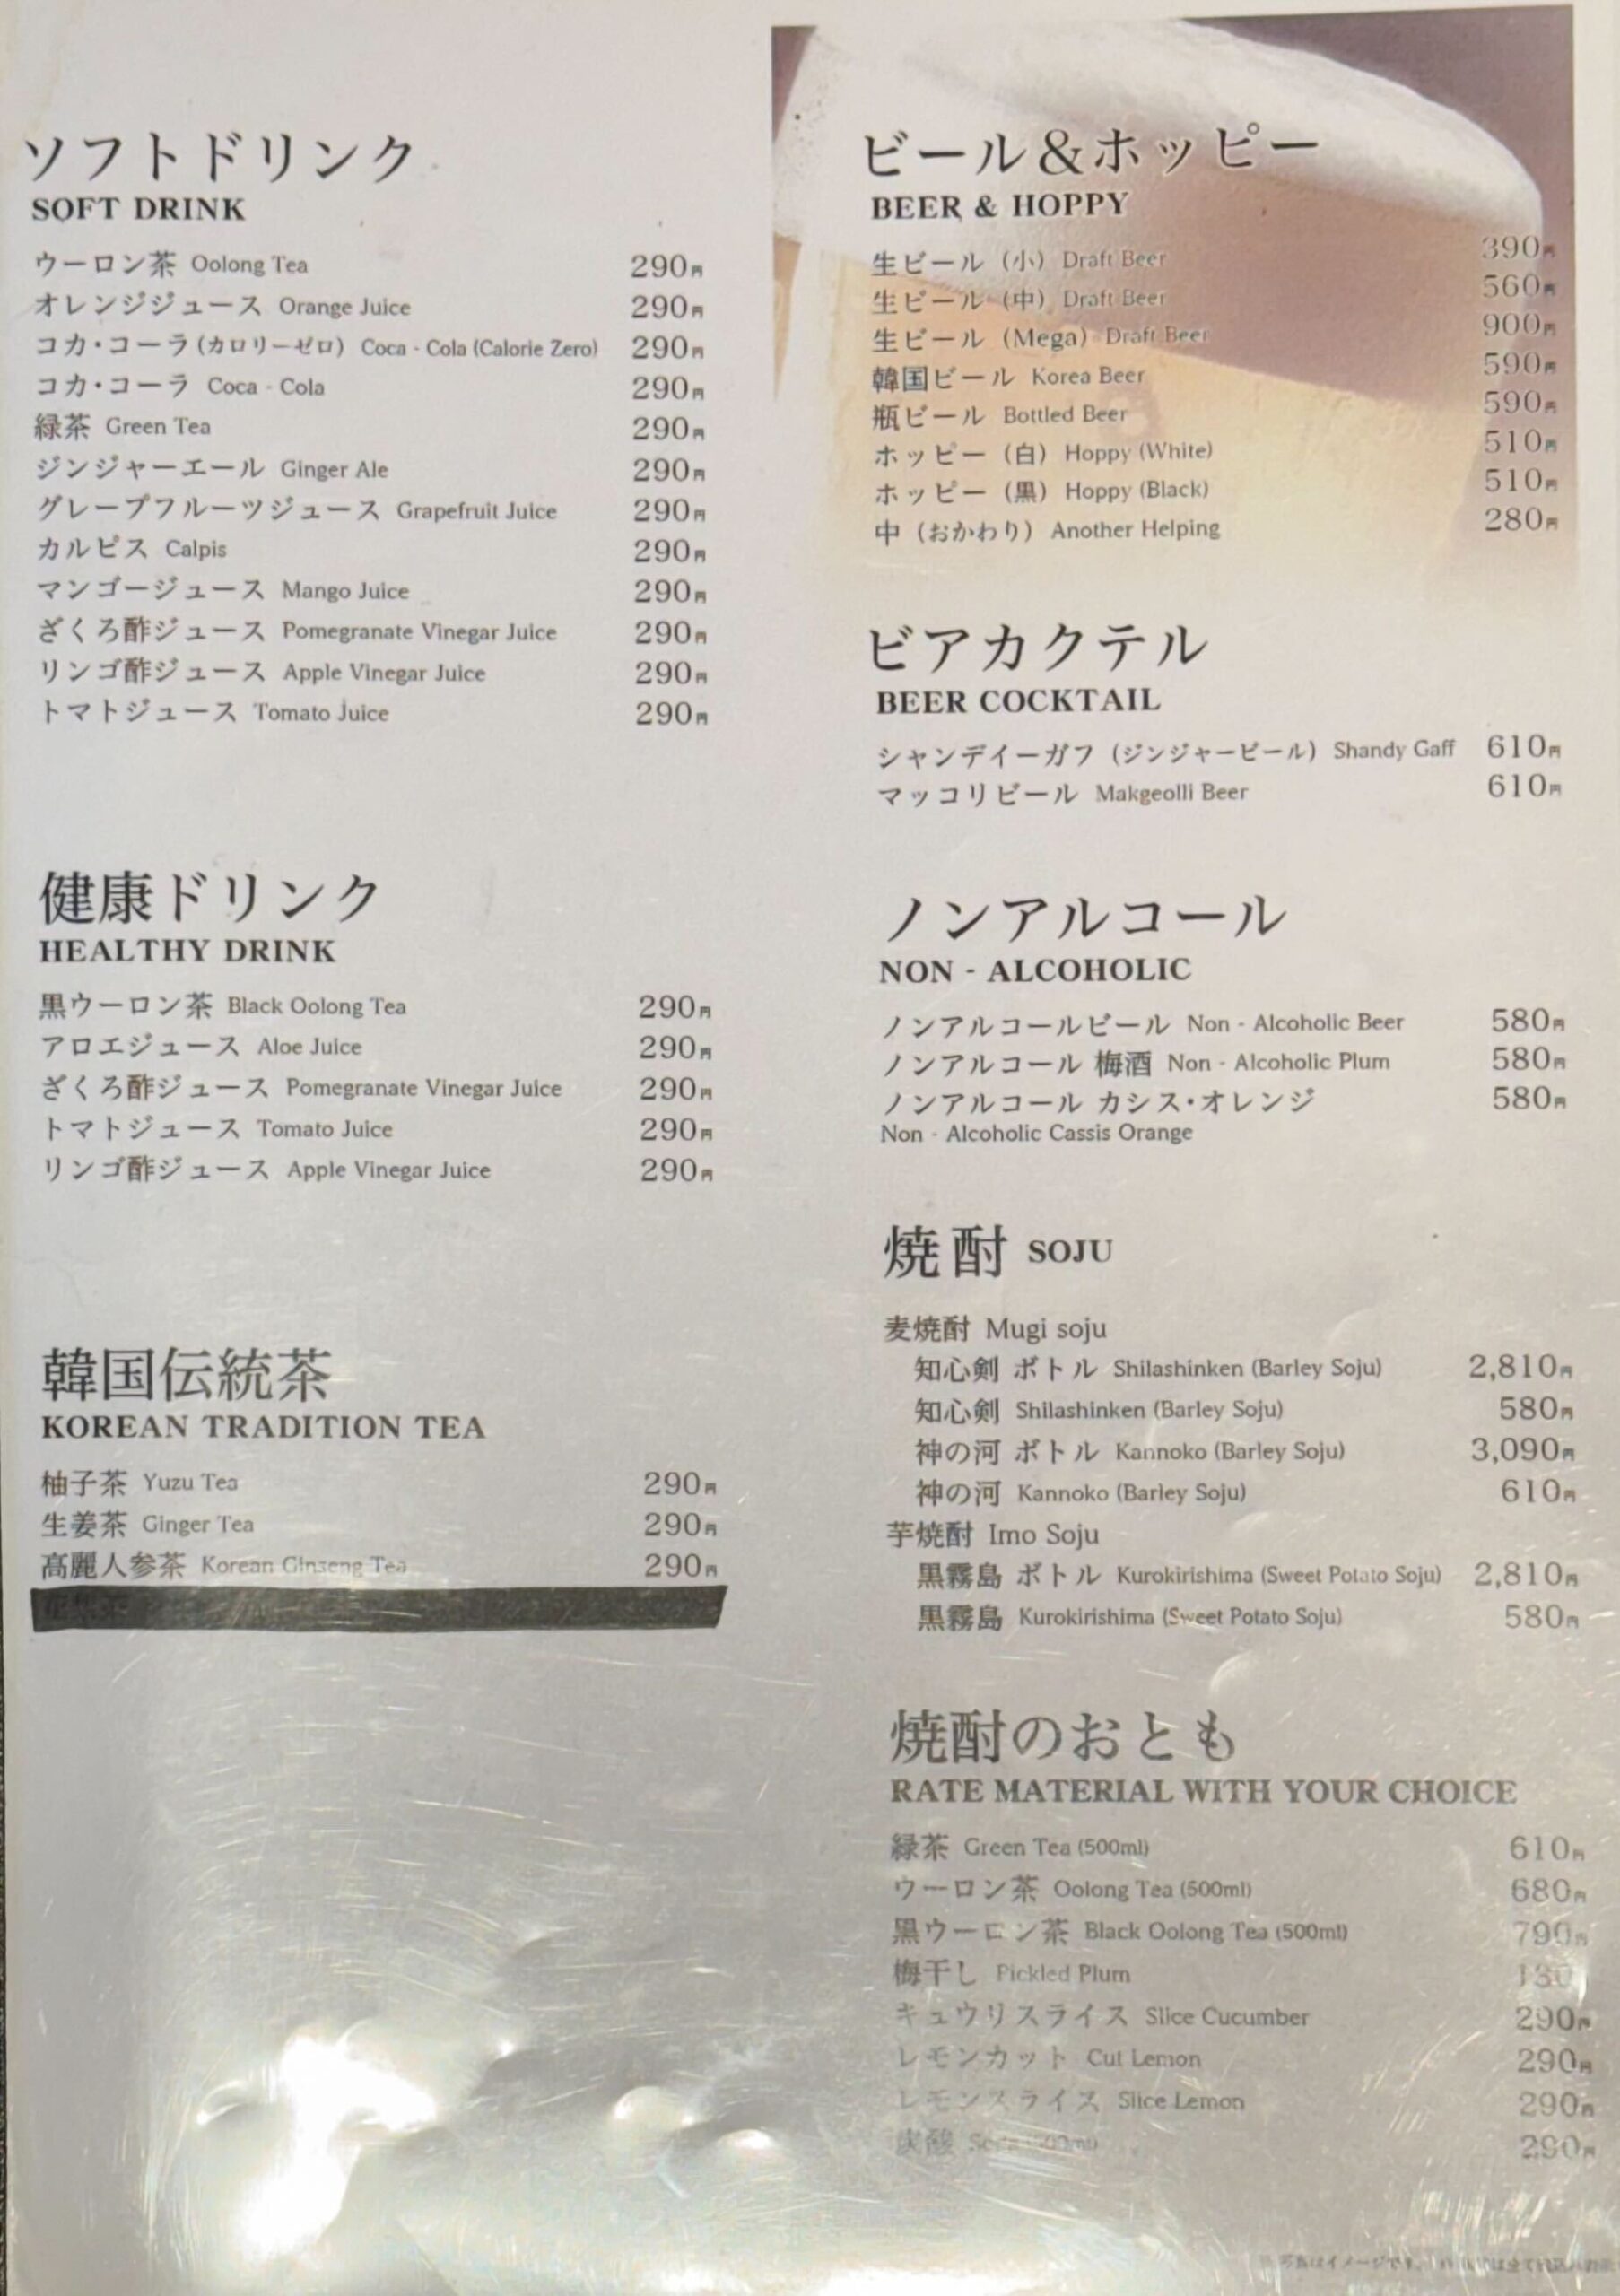 ソフトドリンク
SOFT DRINK
ウーロン茶 Oolong Tea 290円
オレンジジュース Orange Juice 290円
コカ・コーラ(カロリーゼロ) Coca - Cola (Calorie Zero) 290円
コカ・コーラ Coca - Cola 290円
緑茶 Green Tea 290円
ジンジャーエール Ginger Ale 290円
グレープフルーツジュース Grapefruit Juice 290円
カルピス Calpis 290円
マンゴージュース Mango Juice 290円
ざくろ酢ジュース Pomegranate Vinegar Juice 290円
リンゴ酢ジュース Apple Vinegar Juice 290円
トマトジュース Tomato Juice 290円
健康ドリンク
HEALTHY DRINK
黒ウーロン茶 Black Oolong Tea 290円
アロエジュース Aloe Juice 290円
ざくろ酢ジュース Pomegranate Vinegar Juice 290円
トマトジュース Tomato Juice 290円
リンゴ酢ジュース Apple Vinegar Juice 290円
韓国伝統茶
KOREAN TRADITION TEA
柚子茶 Yuzu Tea 290円
生姜茶 Ginger Tea 290円
高麗人参茶 Korean Ginseng Tea 290円
ビール＆ホッピー
BEER & HOPPY
生ビール（小）Draft Beer 390円
生ビール（中）Draft Beer 560円
生ビール（Mega）Draft Beer 900円
韓国ビール Korea Beer 590円
瓶ビール Bottled Beer 590円
ホッピー（白）Hoppy (White) 510円
ホッピー（黒）Hoppy (Black) 510円
中（おかわり）Another Helping 280円
ビアカクテル
BEER COCKTAIL
シャンデイーガフ（ジンジャービール）Shandy Gaff 610円
マッコリビール Makgeolli Beer 610円
ノンアルコール
NON - ALCOHOLIC
ノンアルコールビール Non - Alcoholic Beer 580円
ノンアルコール 梅酒 Non - Alcoholic Plum 580円
ノンアルコール カシス・オレンジ 580円
Non - Alcoholic Cassis Orange
焼酎 SOJU
麦焼酎 Mugi soju
知心剣 ボトル Shilashinken (Barley Soju) 2,810円
知心剣 Shilashinken (Barley Soju) 580円
神の河 ボトル Kannoko (Barley Soju) 3,090円
神の河 Kannoko (Barley Soju) 610円
芋焼酎 Imo Soju
黒霧島 ボトル Kurokirishima (Sweet Potato Soju) 2,810円
黒霧島 Kurokirishima (Sweet Potato Soju) 580円
焼酎のおとも
RATE MATERIAL WITH YOUR CHOICE
緑茶 Green Tea (500ml) 610円
ウーロン茶 Oolong Tea (500ml) 680円
黒ウーロン茶 Black Oolong Tea (500ml) 790円
梅干し Pickled Plum
キュウリスライス Slice Cucumber 290円
レモンカット Cut Lemon 290円
レモンスライス Slice Lemon 290円
炭酸 290円